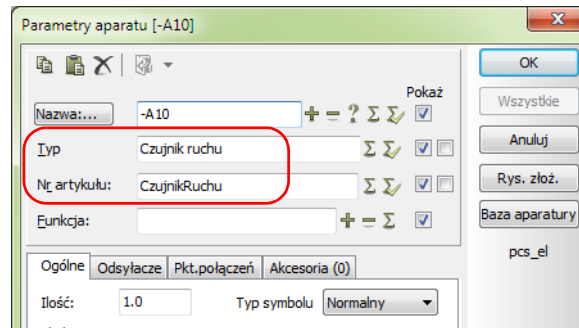 Parametry aparatu [-A10]
OK
Pokaż
Wszystkie
Nazwa:...
-A10
Typ
Czujnik ruchu
Anuluj
Nr artykułu:
CzujnikRuchu
Rys. złoż.
Funkcja:
Baza aparatury
pcs_el
Ogólne
Odsyłacze
Pkt.połączeń
Akcesoria (0)
Ilość:
1.0
Typ symbolu
Normalny